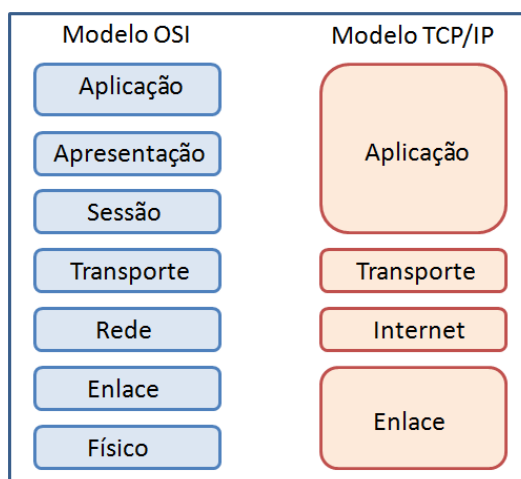 Modelo OSI
Aplicação
Apresentação
Sessão
Transporte
Rede
Enlace
Físico
Modelo TCP/IP
Aplicação
Transporte
Internet
Enlace